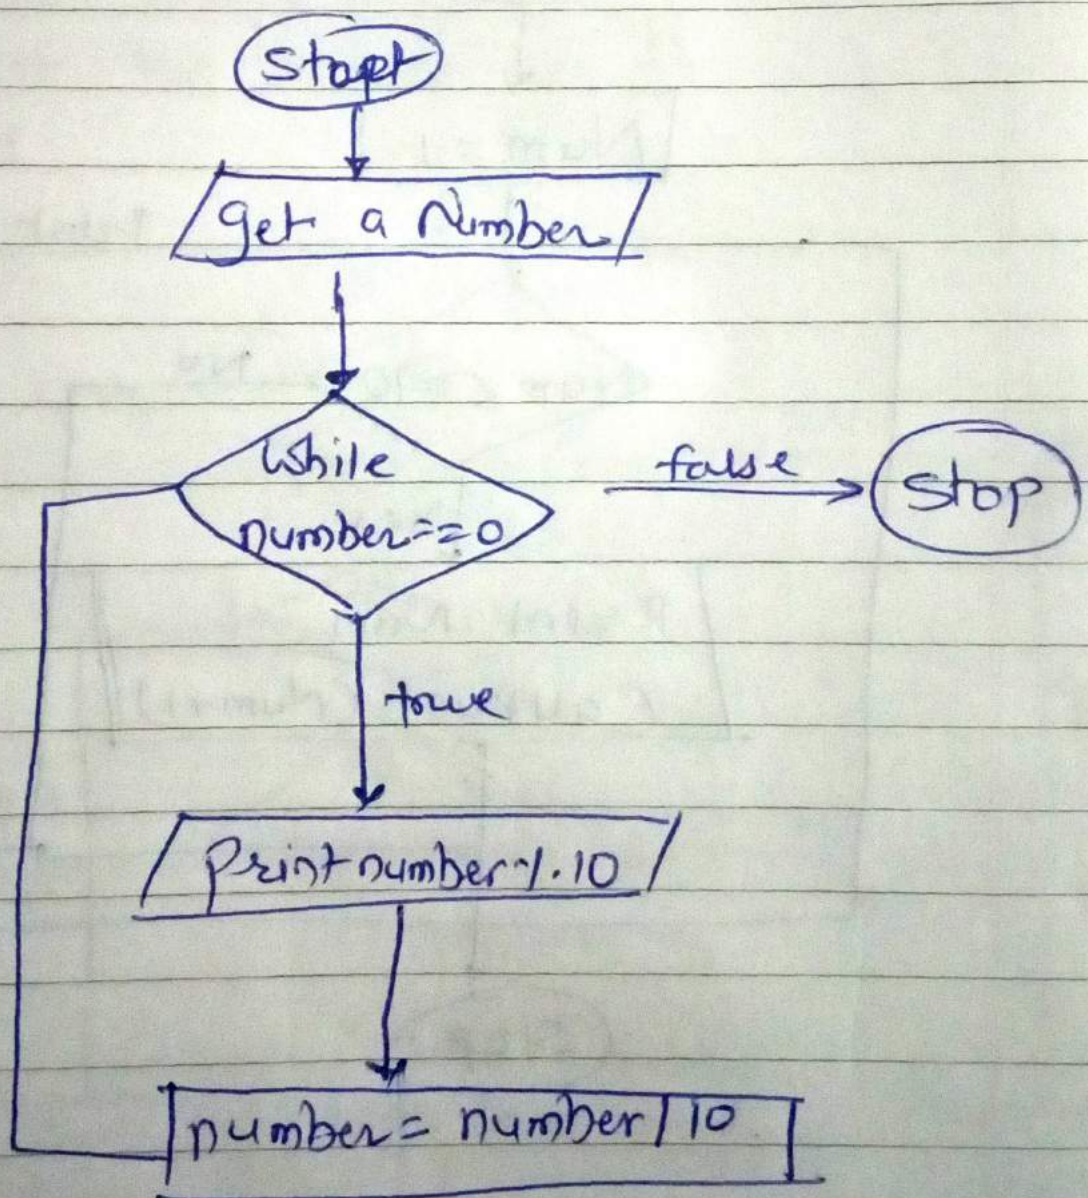 Start
get a Number
While
number==0
false
Stop
true
Print number%10
number= number/10